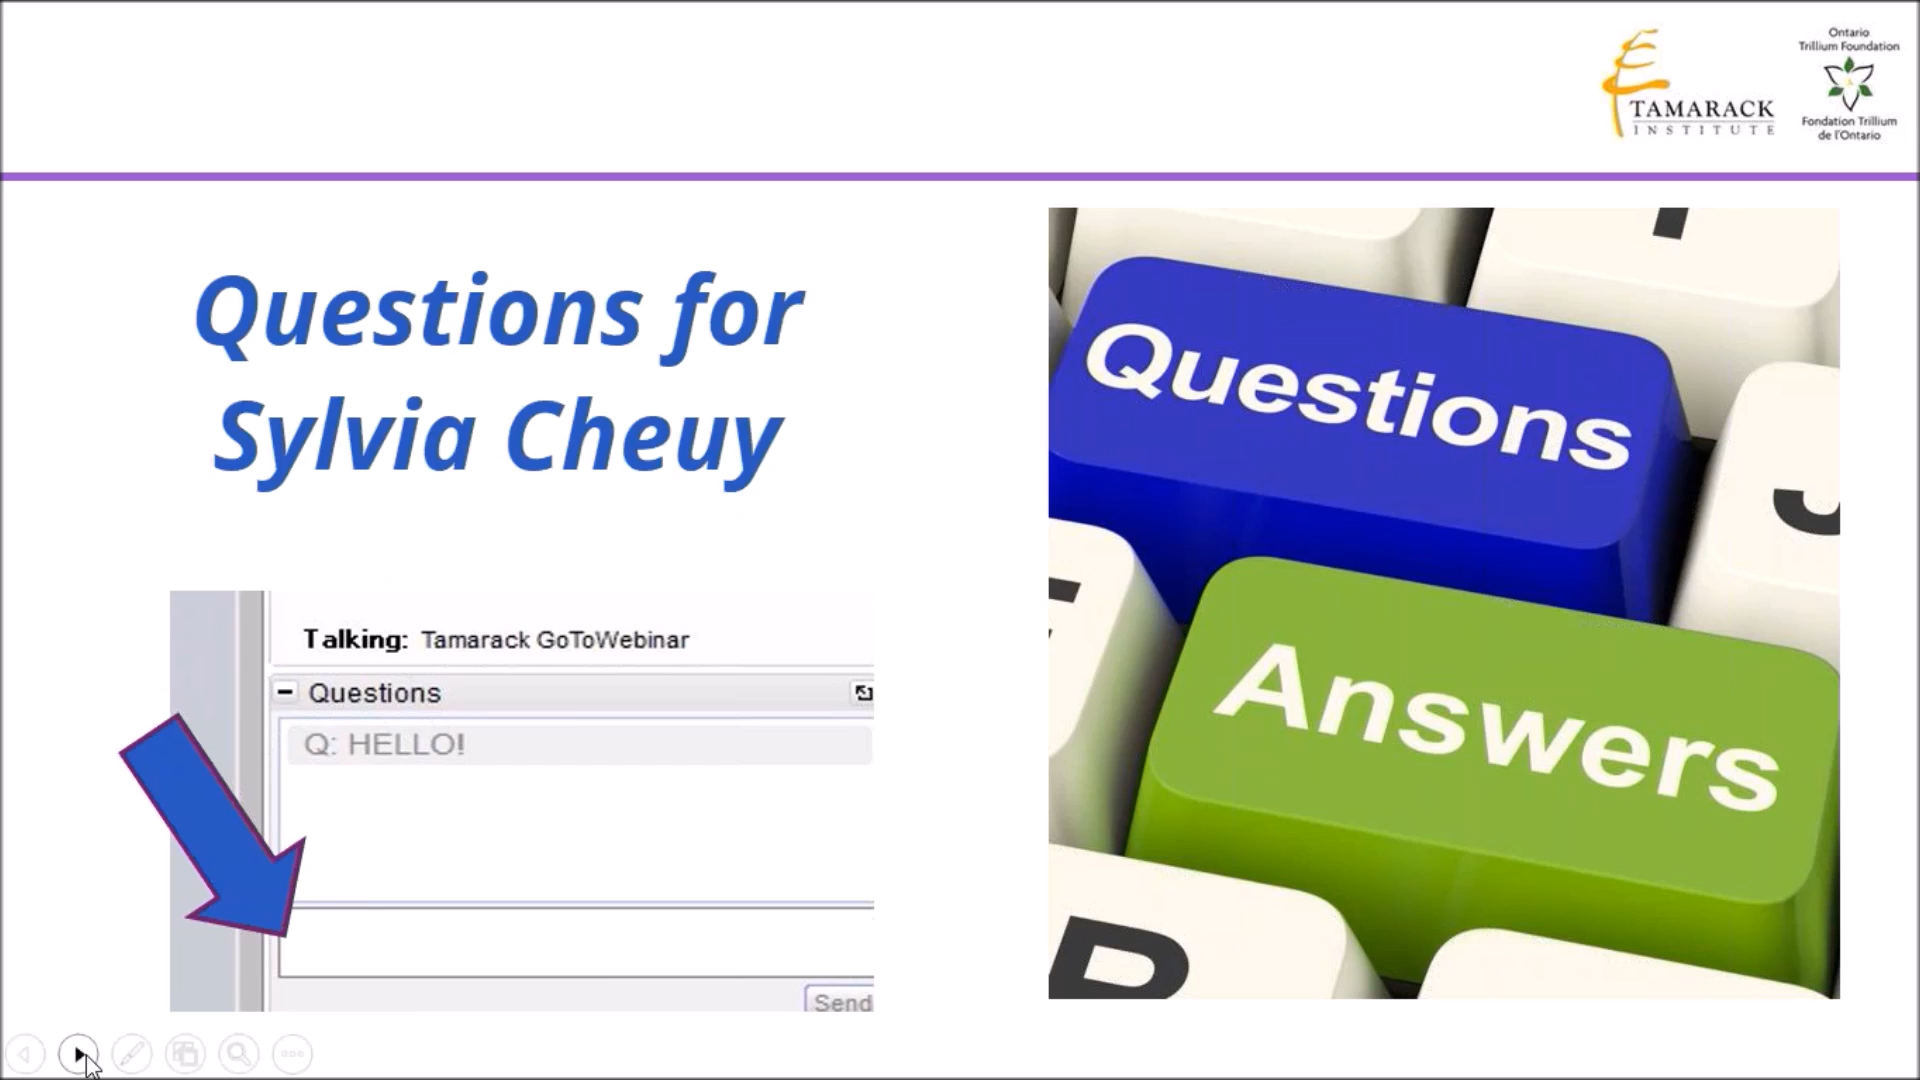 Ontario
Trillium Foundation
Fondation Trillium
de l'Ontario
TAMARACK
INSTITUTE
Questions for
Sylvia Cheuy
Talking: Tamarack GoToWebinar
Questions
Q: HELLO!
Send
Questions
Answers